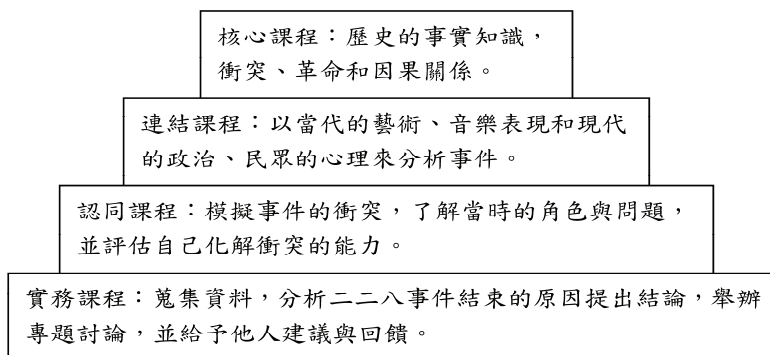 核心課程：歷史的事實知識，
衝突、革命和因果關係。
連結課程：以當代的藝術、音樂表現和現代
的政治、民眾的心理來分析事件。
認同課程：模擬事件的衝突，了解當時的角色與問題，
並評估自己化解衝突的能力。
實務課程：蒐集資料，分析二二八事件結束的原因提出結論，舉辦
專題討論，並給予他人建議與回饋。